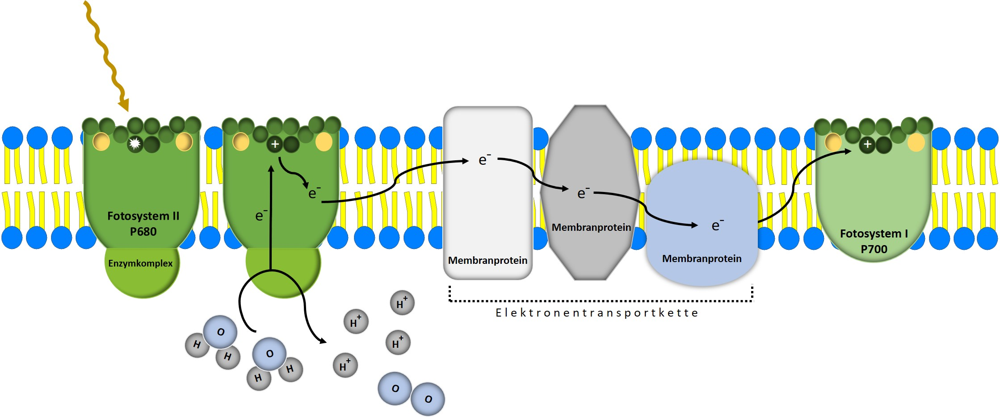 e⁻
e⁻
+
+
e⁻
e⁻
e⁻
Fotosystem II
P680
Membranprotein
Fotosystem I
P700
Enzymkomplex
Membranprotein
Membranprotein
Elektronentransportkette
H⁺
H⁺
H⁺
H⁺
O
H
H
O
H
H
O
O